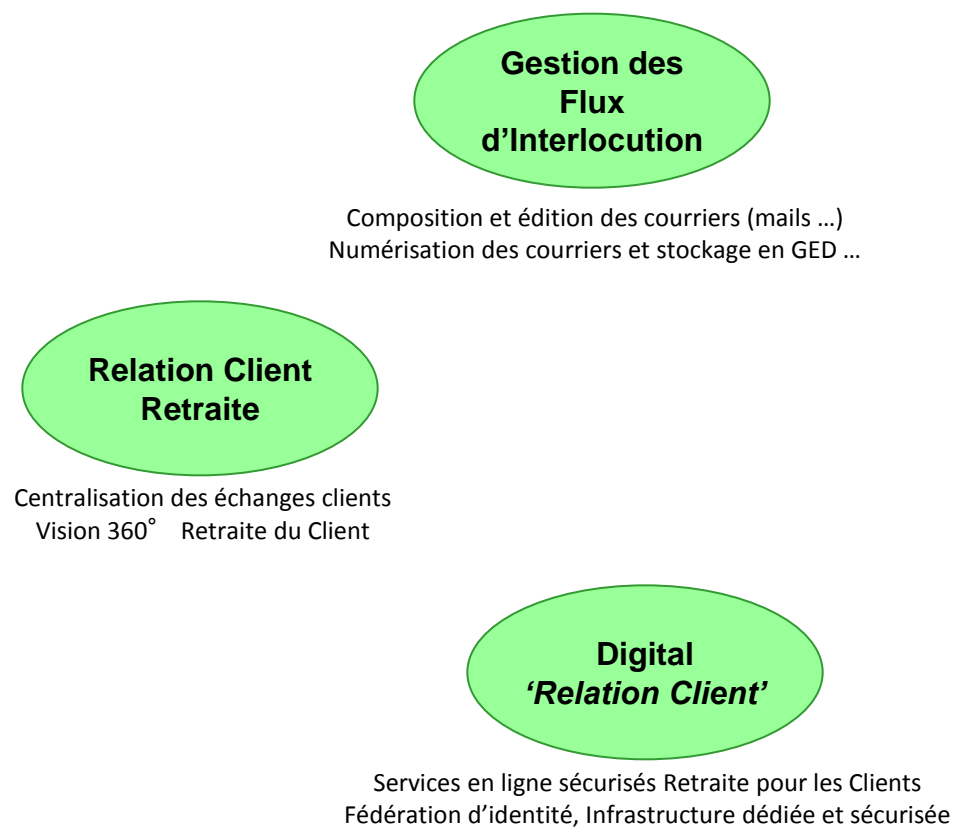 Gestion des
Flux
d’Interlocution
Composition et édition des courriers (mails …)
Numérisation des courriers et stockage en GED …
Relation Client
Retraite
Centralisation des échanges clients
Vision 360° Retraite du Client
Digital
‘Relation Client’
Services en ligne sécurisés Retraite pour les Clients
Fédération d’identité, Infrastructure dédiée et sécurisée